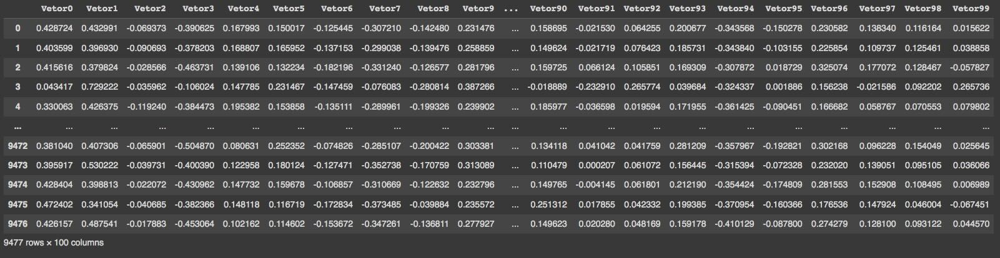 Vetor0 Vetor1 Vetor2 Vetor3 Vetor4 Vetor5 Vetor6 Vetor7 Vetor8 Vetor9 ... Vetor90 Vetor91 Vetor92 Vetor93 Vetor94 Vetor95 Vetor96 Vetor97 Vetor98 Vetor99
0 0.428724 0.432991 -0.069373 -0.390625 0.167993 0.150017 -0.125445 -0.307210 -0.142480 0.231476 ... 0.158695 -0.021530 0.064255 0.200677 -0.343568 -0.150278 0.230582 0.138340 0.116164 0.015622
1 0.403599 0.396930 -0.090693 -0.378203 0.168807 0.165952 -0.137153 -0.299038 -0.139476 0.258859 ... 0.149624 -0.021719 0.076423 0.185731 -0.343840 -0.103155 0.225854 0.109737 0.125461 0.038858
2 0.415616 0.379824 -0.028566 -0.463731 0.139106 0.132234 -0.182196 -0.331240 -0.126577 0.281796 ... 0.159725 0.066124 0.105851 0.169309 -0.307872 0.018729 0.325074 0.177072 0.128467 -0.057827
3 0.043417 0.729222 -0.035962 -0.106024 0.147785 0.231467 -0.147459 -0.076083 -0.280814 0.387266 ... -0.018889 -0.232910 0.265774 0.039684 -0.324337 0.001886 0.156238 -0.021586 0.092202 0.265736
4 0.330063 0.426375 -0.119240 -0.384473 0.195382 0.153858 -0.135111 -0.289961 -0.199326 0.239902 ... 0.185977 -0.036598 0.019594 0.171955 -0.361425 -0.090451 0.166682 0.058767 0.070553 0.079802
... ... ... ... ... ... ... ... ... ... ... ... ... ... ... ... ... ... ... ... ... ...
9472 0.381040 0.407306 -0.065901 -0.504870 0.080631 0.252352 -0.074826 -0.285107 -0.200422 0.303381 ... 0.134118 0.041042 0.041759 0.281209 -0.357967 -0.192821 0.302168 0.096228 0.154049 0.025645
9473 0.395917 0.530222 -0.039731 -0.400390 0.122958 0.180124 -0.127471 -0.352738 -0.170759 0.313089 ... 0.110479 0.000207 0.061072 0.156445 -0.315394 -0.072328 0.232020 0.139051 0.095105 0.036066
9474 0.428404 0.398813 -0.022072 -0.430962 0.147732 0.159678 -0.106857 -0.310669 -0.122632 0.232796 ... 0.149765 -0.004145 0.061801 0.212190 -0.354424 -0.174809 0.281553 0.152908 0.108495 0.006989
9475 0.472402 0.341054 -0.040685 -0.382366 0.148118 0.116719 -0.172834 -0.373485 -0.039884 0.235572 ... 0.251312 0.017855 0.042332 0.199385 -0.370954 -0.160366 0.176536 0.147924 0.046004 -0.067451
9476 0.426157 0.487541 -0.017883 -0.453064 0.102162 0.114602 -0.153672 -0.347261 -0.136811 0.277927 ... 0.149623 0.020280 0.048169 0.159178 -0.410129 -0.087800 0.274279 0.128100 0.093122 0.044570
9477 rows × 100 columns